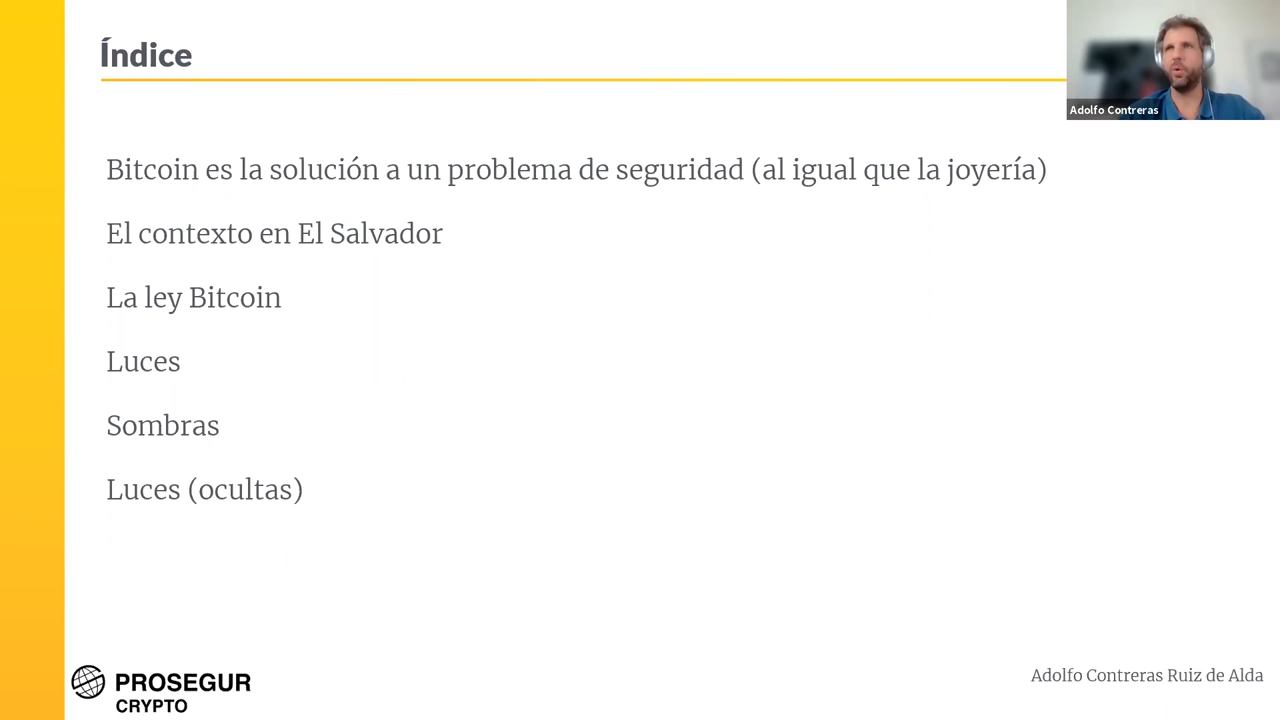 Índice
Adolfo Contreras
Bitcoin es la solución a un problema de seguridad (al igual que la joyería)
El contexto en El Salvador
La ley Bitcoin
Luces
Sombras
Luces (ocultas)
PROSEGUR
CRYPTO
Adolfo Contreras Ruiz de Alda